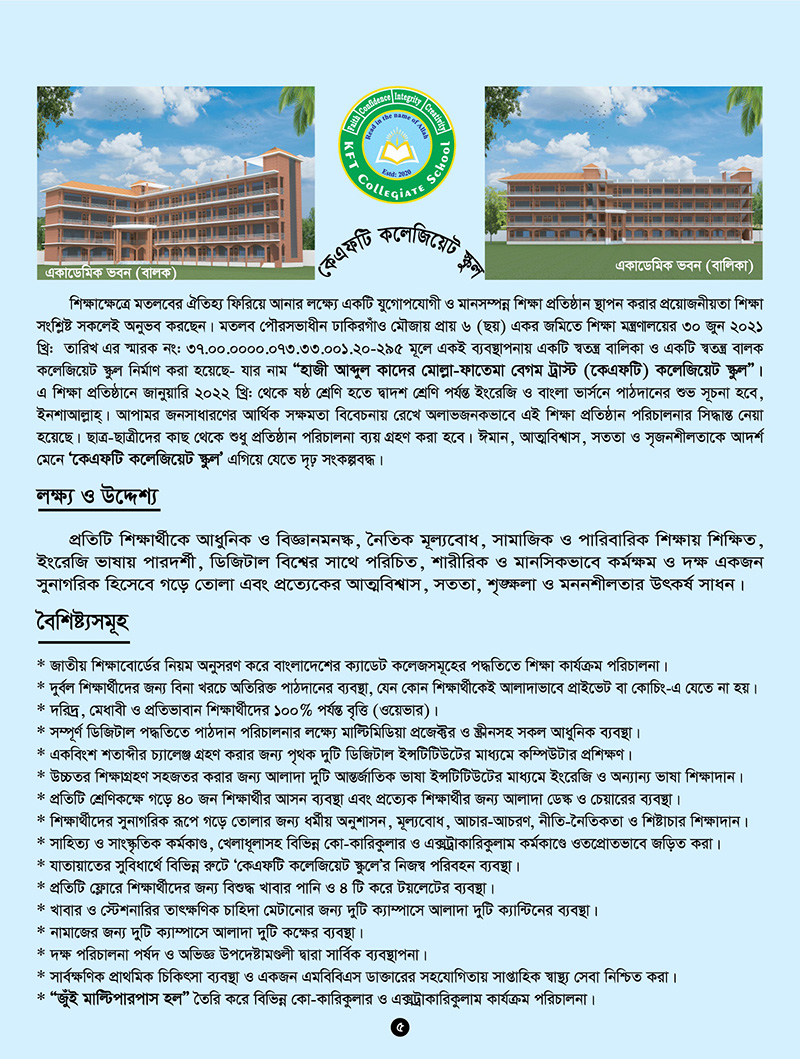 Faith Confidence Integrity Creativity
Read in the name of Allah
Estd: 2020
KFT Collegiate School
কেএফটি কলেজিয়েট স্কুল
একাডেমিক ভবন (বালক)
একাডেমিক ভবন (বালিকা)
শিক্ষাক্ষেত্রে মতলবের ঐতিহ্য ফিরিয়ে আনার লক্ষ্যে একটি যুগোপযোগী ও মানসম্পন্ন শিক্ষা প্রতিষ্ঠান স্থাপন করার প্রয়োজনীয়তা শিক্ষা
সংশ্লিষ্ট সকলেই অনুভব করছেন। মতলব পৌরসভাধীন ঢাকিরগাঁও মৌজায় প্রায় ৬ (ছয়) একর জমিতে শিক্ষা মন্ত্রণালয়ের ৩০ জুন ২০২১
খ্রি: তারিখ এর স্মারক নং: ৩৭.০০.০০০০.০৭৩.৩৩.০০১.২০-২৯৫ মূলে একই ব্যবস্থাপনায় একটি স্বতন্ত্র বালিকা ও একটি স্বতন্ত্র বালক
কলেজিয়েট স্কুল নির্মাণ করা হয়েছে- যার নাম “হাজী আব্দুল কাদের মোল্লা-ফাতেমা বেগম ট্রাস্ট (কেএফটি) কলেজিয়েট স্কুল”।
এ শিক্ষা প্রতিষ্ঠানে জানুয়ারি ২০২২ খ্রি: থেকে ষষ্ঠ শ্রেণি হতে দ্বাদশ শ্রেণি পর্যন্ত ইংরেজি ও বাংলা ভার্সনে পাঠদানের শুভ সূচনা হবে,
ইনশাআল্লাহ্। আপামর জনসাধারণের আর্থিক সক্ষমতা বিবেচনায় রেখে অলাভজনকভাবে এই শিক্ষা প্রতিষ্ঠান পরিচালনার সিদ্ধান্ত নেয়া
হয়েছে। ছাত্র-ছাত্রীদের কাছ থেকে শুধু প্রতিষ্ঠান পরিচালনা ব্যয় গ্রহণ করা হবে। ঈমান, আত্মবিশ্বাস, সততা ও সৃজনশীলতাকে আদর্শ
মেনে ‘কেএফটি কলেজিয়েট স্কুল’ এগিয়ে যেতে দৃঢ় সংকল্পবদ্ধ।
লক্ষ্য ও উদ্দেশ্য
প্রতিটি শিক্ষার্থীকে আধুনিক ও বিজ্ঞানমনস্ক, নৈতিক মূল্যবোধ, সামাজিক ও পারিবারিক শিক্ষায় শিক্ষিত,
ইংরেজি ভাষায় পারদর্শী, ডিজিটাল বিশ্বের সাথে পরিচিত, শারীরিক ও মানসিকভাবে কর্মক্ষম ও দক্ষ একজন
সুনাগরিক হিসেবে গড়ে তোলা এবং প্রত্যেকের আত্মবিশ্বাস, সততা, শৃঙ্খলা ও মননশীলতার উৎকর্ষ সাধন।
বৈশিষ্ট্যসমূহ
* জাতীয় শিক্ষাবোর্ডের নিয়ম অনুসরণ করে বাংলাদেশের ক্যাডেট কলেজসমূহের পদ্ধতিতে শিক্ষা কার্যক্রম পরিচালনা।
* দুর্বল শিক্ষার্থীদের জন্য বিনা খরচে অতিরিক্ত পাঠদানের ব্যবস্থা, যেন কোন শিক্ষার্থীকেই আলাদাভাবে প্রাইভেট বা কোচিং-এ যেতে না হয়।
* দরিদ্র, মেধাবী ও প্রতিভাবান শিক্ষার্থীদের ১০০% পর্যন্ত বৃত্তি (ওয়েভার)।
* সম্পূর্ণ ডিজিটাল পদ্ধতিতে পাঠদান পরিচালনার লক্ষ্যে মাল্টিমিডিয়া প্রজেক্টর ও স্ক্রীনসহ সকল আধুনিক ব্যবস্থা।
* একবিংশ শতাব্দীর চ্যালেঞ্জ গ্রহণ করার জন্য পৃথক দুটি ডিজিটাল ইন্সটিটিউটের মাধ্যমে কম্পিউটার প্রশিক্ষণ।
* উচ্চতর শিক্ষাগ্রহণ সহজতর করার জন্য আলাদা দুটি আন্তর্জাতিক ভাষা ইন্সটিটিউটের মাধ্যমে ইংরেজি ও অন্যান্য ভাষা শিক্ষাদান।
* প্রতিটি শ্রেণিকক্ষে গড়ে ৪০ জন শিক্ষার্থীর আসন ব্যবস্থা এবং প্রত্যেক শিক্ষার্থীর জন্য আলাদা ডেস্ক ও চেয়ারের ব্যবস্থা।
* শিক্ষার্থীদের সুনাগরিক রূপে গড়ে তোলার জন্য ধর্মীয় অনুশাসন, মূল্যবোধ, আচার-আচরণ, নীতি-নৈতিকতা ও শিষ্টাচার শিক্ষাদান।
* সাহিত্য ও সাংস্কৃতিক কর্মকাণ্ড, খেলাধূলাসহ বিভিন্ন কো-কারিকুলার ও এক্সট্রাকারিকুলাম কর্মকাণ্ডে ওতপ্রোতভাবে জড়িত করা।
* যাতায়াতের সুবিধার্থে বিভিন্ন রুটে ‘কেএফটি কলেজিয়েট স্কুলে’র নিজস্ব পরিবহন ব্যবস্থা।
* প্রতিটি ফ্লোরে শিক্ষার্থীদের জন্য বিশুদ্ধ খাবার পানি ও ৪ টি করে টয়লেটের ব্যবস্থা।
* খাবার ও স্টেশনারির তাৎক্ষণিক চাহিদা মেটানোর জন্য দুটি ক্যাম্পাসে আলাদা দুটি ক্যান্টিনের ব্যবস্থা।
* নামাজের জন্য দুটি ক্যাম্পাসে আলাদা দুটি কক্ষের ব্যবস্থা।
* দক্ষ পরিচালনা পর্ষদ ও অভিজ্ঞ উপদেষ্টামণ্ডলী দ্বারা সার্বিক ব্যবস্থাপনা।
* সার্বক্ষণিক প্রাথমিক চিকিৎসা ব্যবস্থা ও একজন এমবিবিএস ডাক্তারের সহযোগিতায় সাপ্তাহিক স্বাস্থ্য সেবা নিশ্চিত করা।
* “জুঁই মাল্টিপারপাস হল” তৈরি করে বিভিন্ন কো-কারিকুলার ও এক্সট্রাকারিকুলাম কার্যক্রম পরিচালনা।
৫